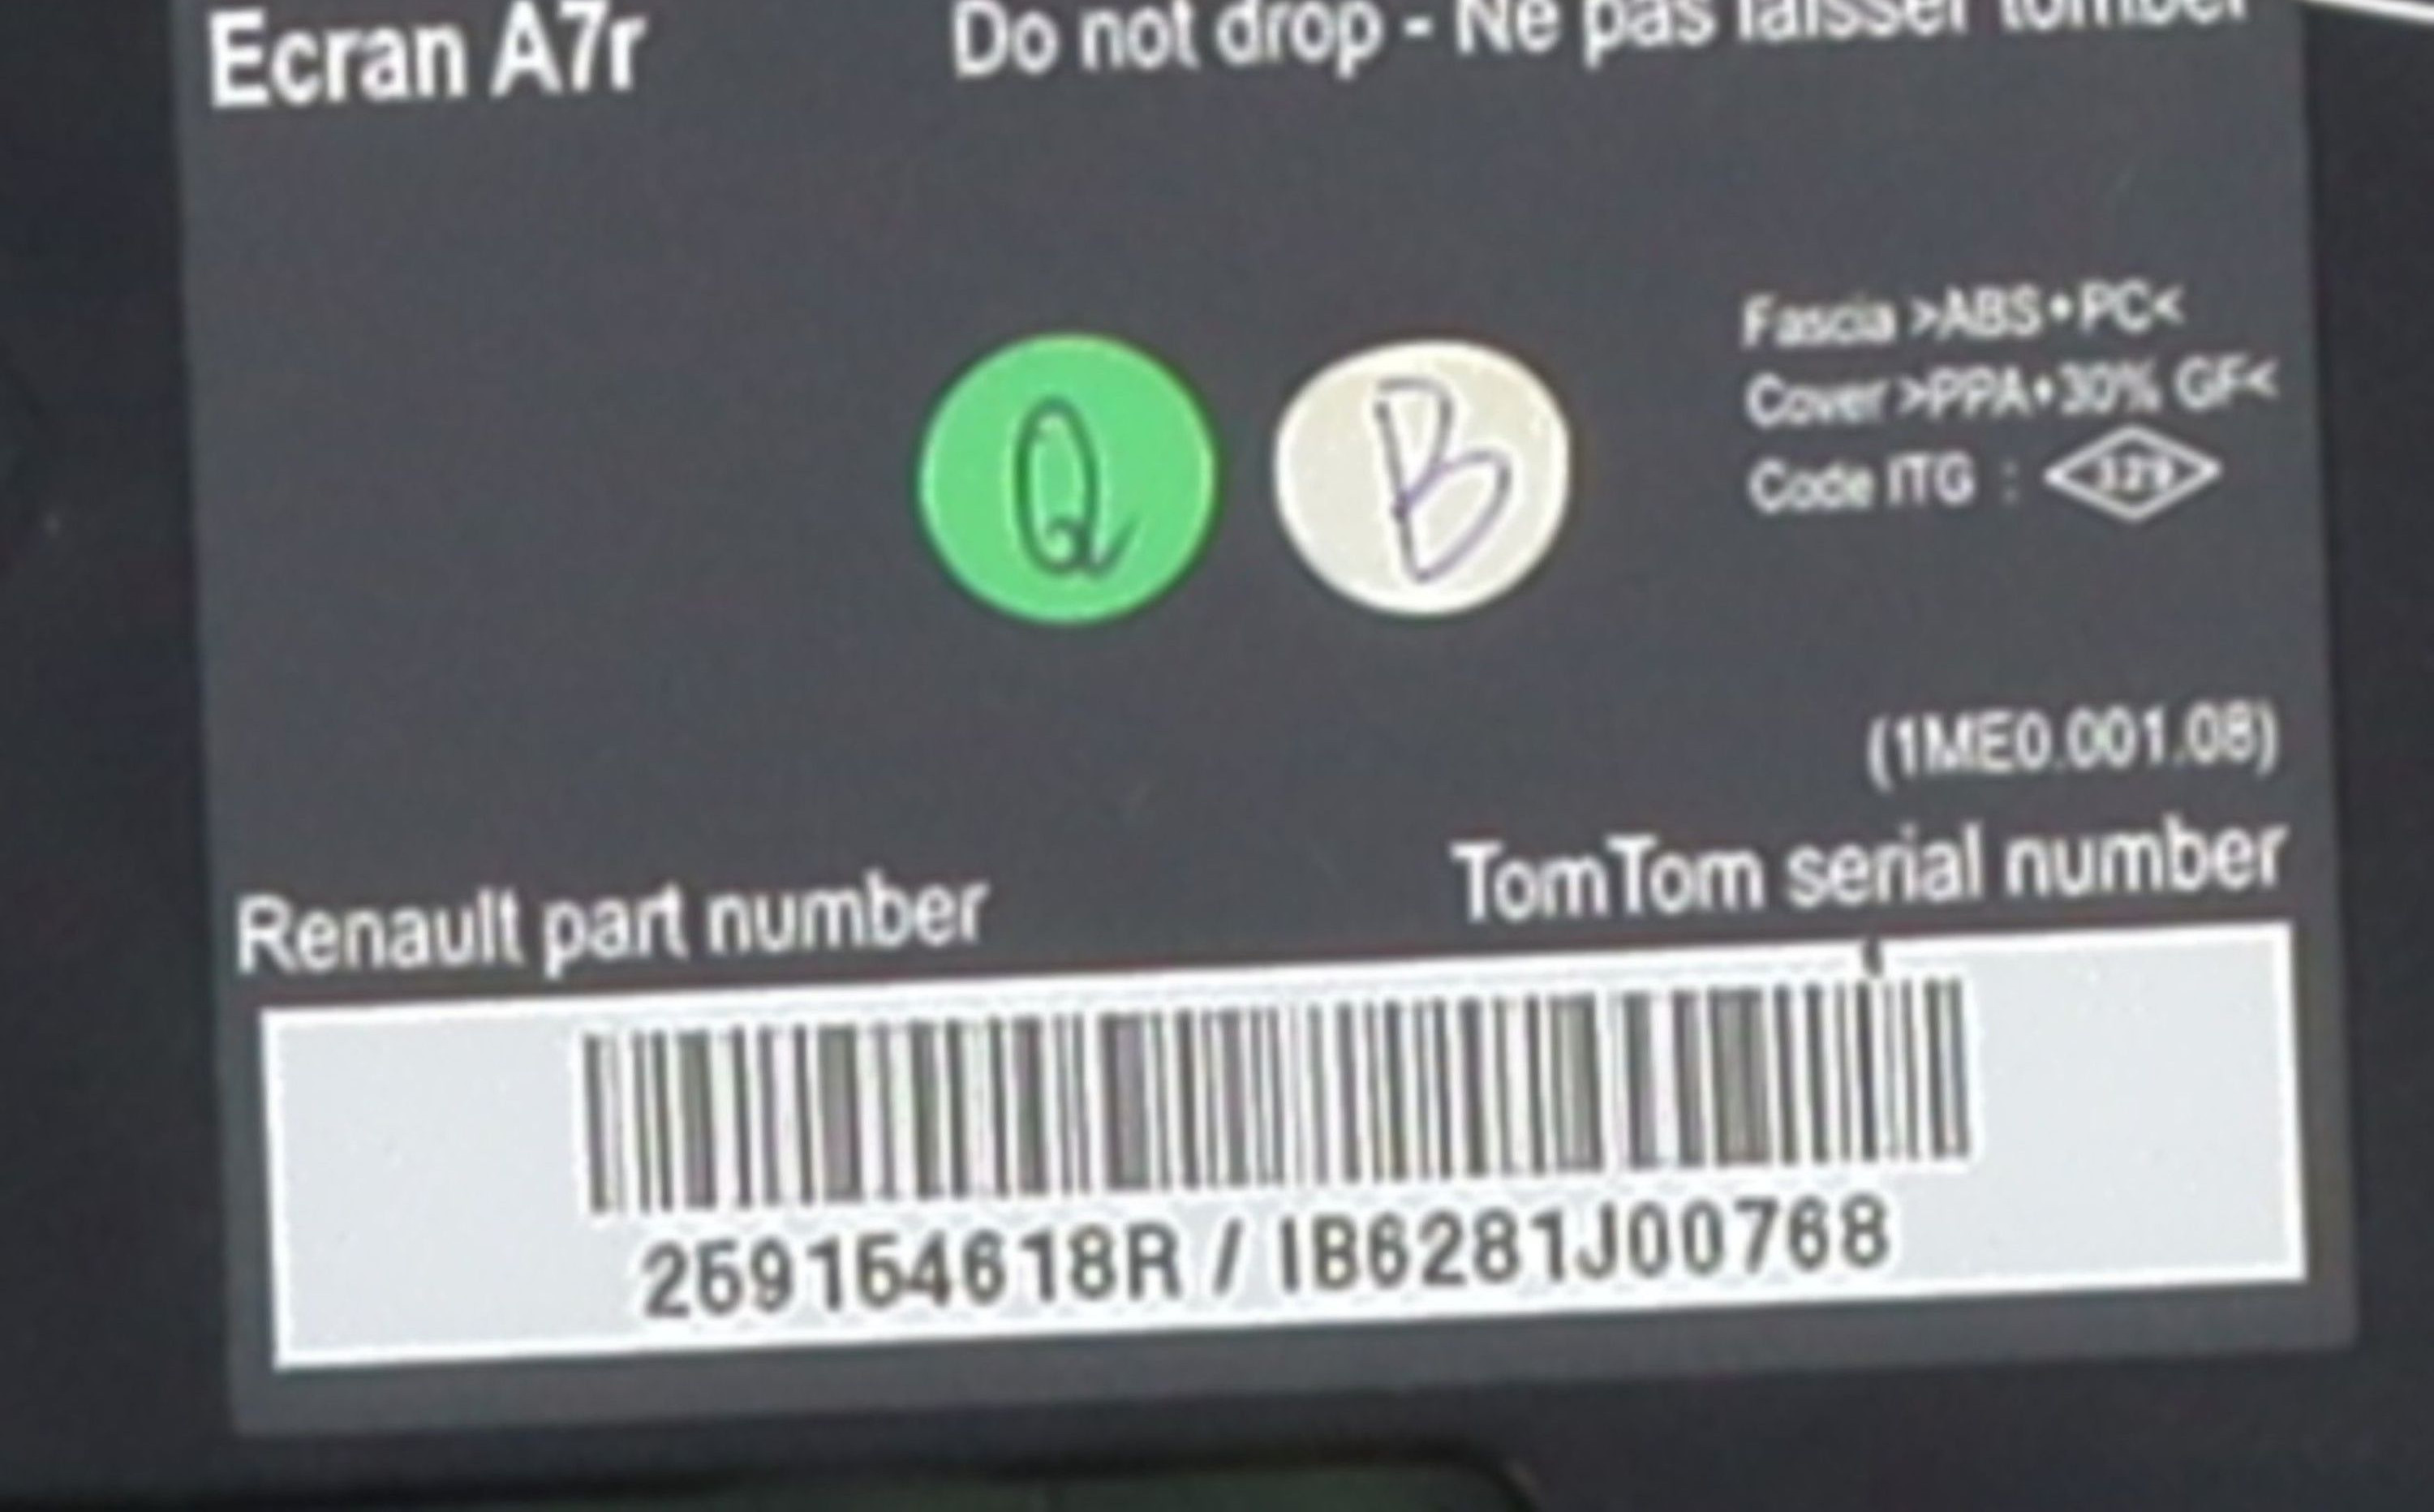 Ecran A7r
Do not drop - Ne pas laisser tomber
Fascia >ABS+PC<
Cover >PPA+30% GF<
Code ITG :
Q
B
(1ME0.001.08)
Renault part number
TomTom serial number
259154618R / IB6281J00768